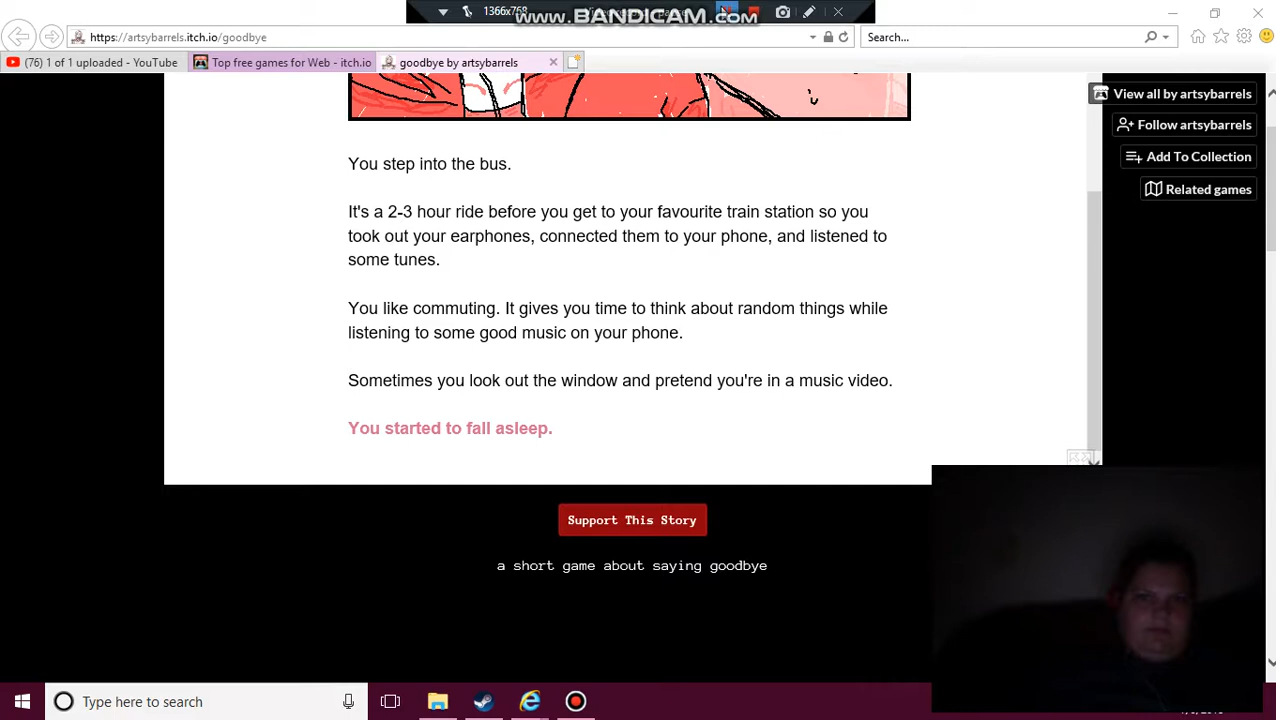 1366x768
www.BANDICAM.com
https://artsybarrels.itch.io/goodbye
Search...
(76) 1 of 1 uploaded - YouTube
Top free games for Web - itch.io
goodbye by artsybarrels
View all by artsybarrels
Follow artsybarrels
Add To Collection
Related games
You step into the bus.
It's a 2-3 hour ride before you get to your favourite train station so you
took out your earphones, connected them to your phone, and listened to
some tunes.
You like commuting. It gives you time to think about random things while
listening to some good music on your phone.
Sometimes you look out the window and pretend you're in a music video.
You started to fall asleep.
Support This Story
a short game about saying goodbye
Type here to search